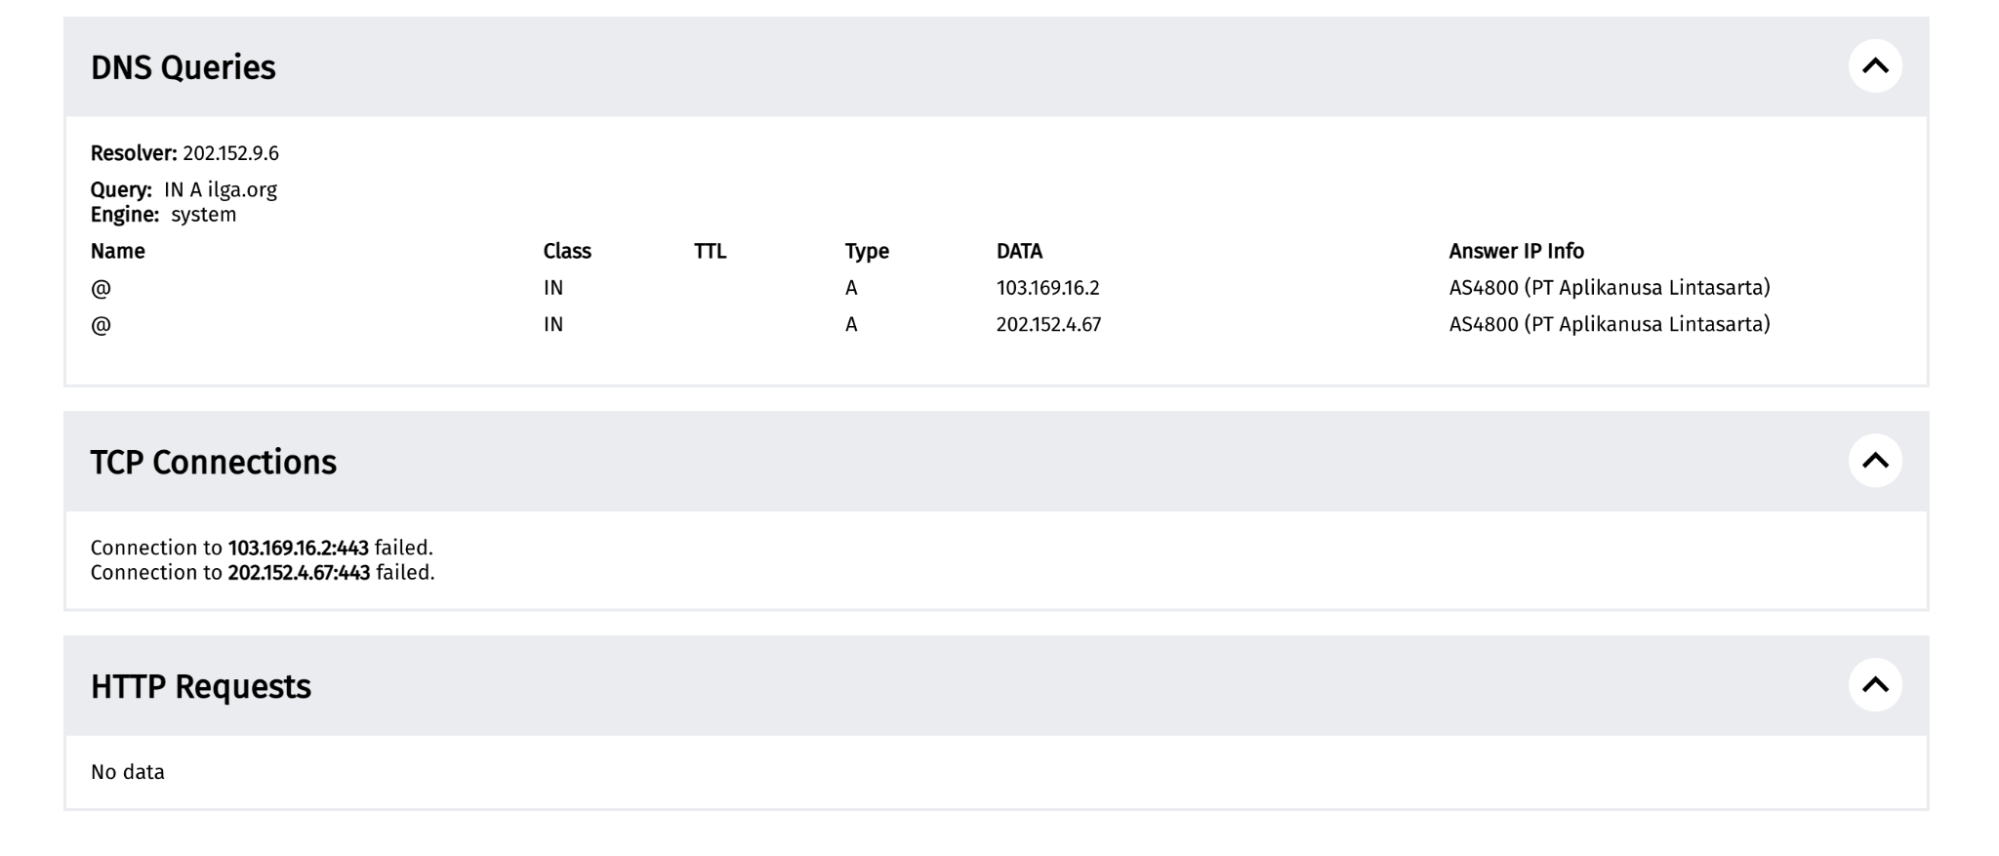 DNS Queries
Resolver: 202.152.9.6
Query: IN A ilga.org
Engine: system
Name Class TTL Type DATA Answer IP Info
@ IN A 103.169.16.2 AS4800 (PT Aplikanusa Lintasarta)
@ IN A 202.152.4.67 AS4800 (PT Aplikanusa Lintasarta)
TCP Connections
Connection to 103.169.16.2:443 failed.
Connection to 202.152.4.67:443 failed.
HTTP Requests
No data